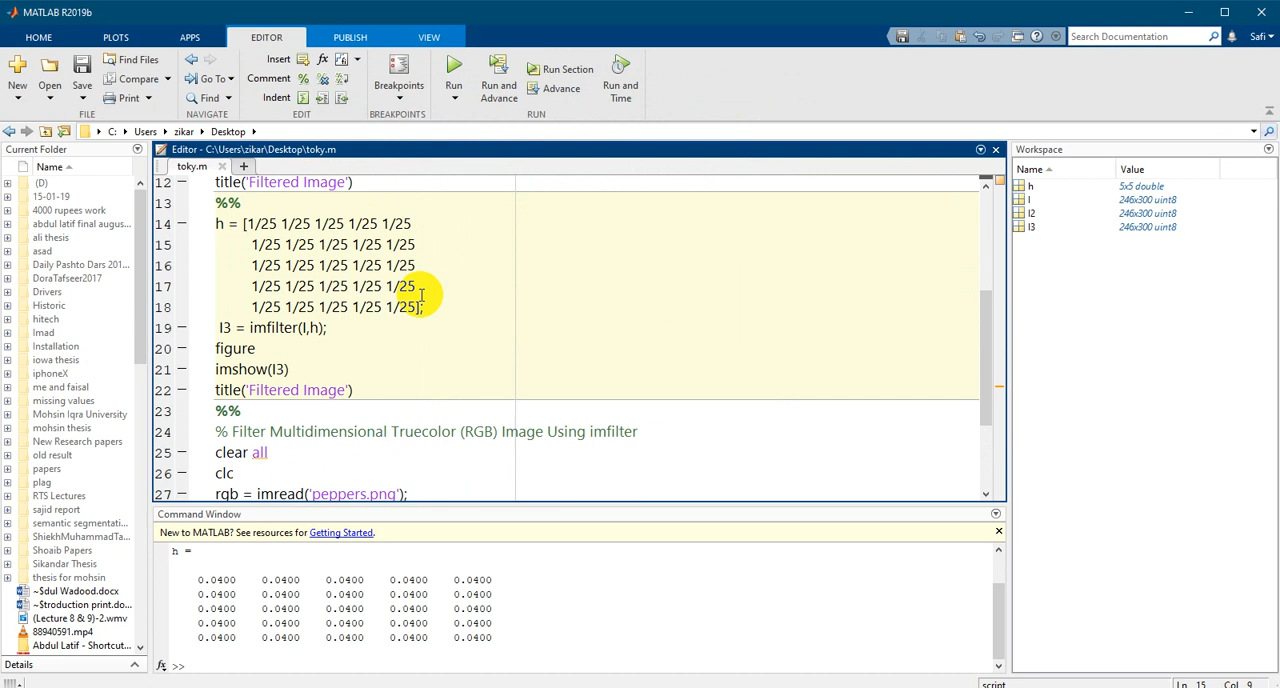 MATLAB R2019b
HOME PLOTS APPS EDITOR PUBLISH VIEW
Search Documentation Safi
New Open Save Find Files Compare Print
Go To Find
Insert fx Comment % Indent
Breakpoints
Run Run and Advance Run Section Advance Run and Time
FILE NAVIGATE EDIT BREAKPOINTS RUN
C: Users zikar Desktop
Current Folder
Name
(D)
15-01-19
4000 rupees work
abdul latif final augus...
ali thesis
asad
Daily Pashto Dars 201...
DoraTafseer2017
Drivers
Historic
hitech
Imad
Installation
iowa thesis
iphoneX
me and faisal
missing values
Mohsin Iqra University
mohsin thesis
New Research papers
old result
papers
plag
RTS Lectures
sajid report
semantic segmentati...
ShiekhMuhammadTa...
Shoaib Papers
Sikandar Thesis
thesis for mohsin
~$dul Wadood.docx
~$troduction print.do...
(Lecture 8 & 9)-2.wmv
88940591.mp4
Abdul Latif - Shortcut...
Details
Editor - C:\Users\zikar\Desktop\toky.m
toky.m
12 title('Filtered Image')
13 %%
14 h = [1/25 1/25 1/25 1/25 1/25
15 1/25 1/25 1/25 1/25 1/25
16 1/25 1/25 1/25 1/25 1/25
17 1/25 1/25 1/25 1/25 1/25
18 1/25 1/25 1/25 1/25 1/25];
19 I3 = imfilter(I,h);
20 figure
21 imshow(I3)
22 title('Filtered Image')
23 %%
24 % Filter Multidimensional Truecolor (RGB) Image Using imfilter
25 clear all
26 clc
27 rgb = imread('peppers.png');
Command Window
New to MATLAB? See resources for Getting Started.
h =
0.0400 0.0400 0.0400 0.0400 0.0400
0.0400 0.0400 0.0400 0.0400 0.0400
0.0400 0.0400 0.0400 0.0400 0.0400
0.0400 0.0400 0.0400 0.0400 0.0400
0.0400 0.0400 0.0400 0.0400 0.0400
fx >>
Workspace
Name Value
h 5x5 double
I 246x300 uint8
I2 246x300 uint8
I3 246x300 uint8
script Ln 15 Col 9